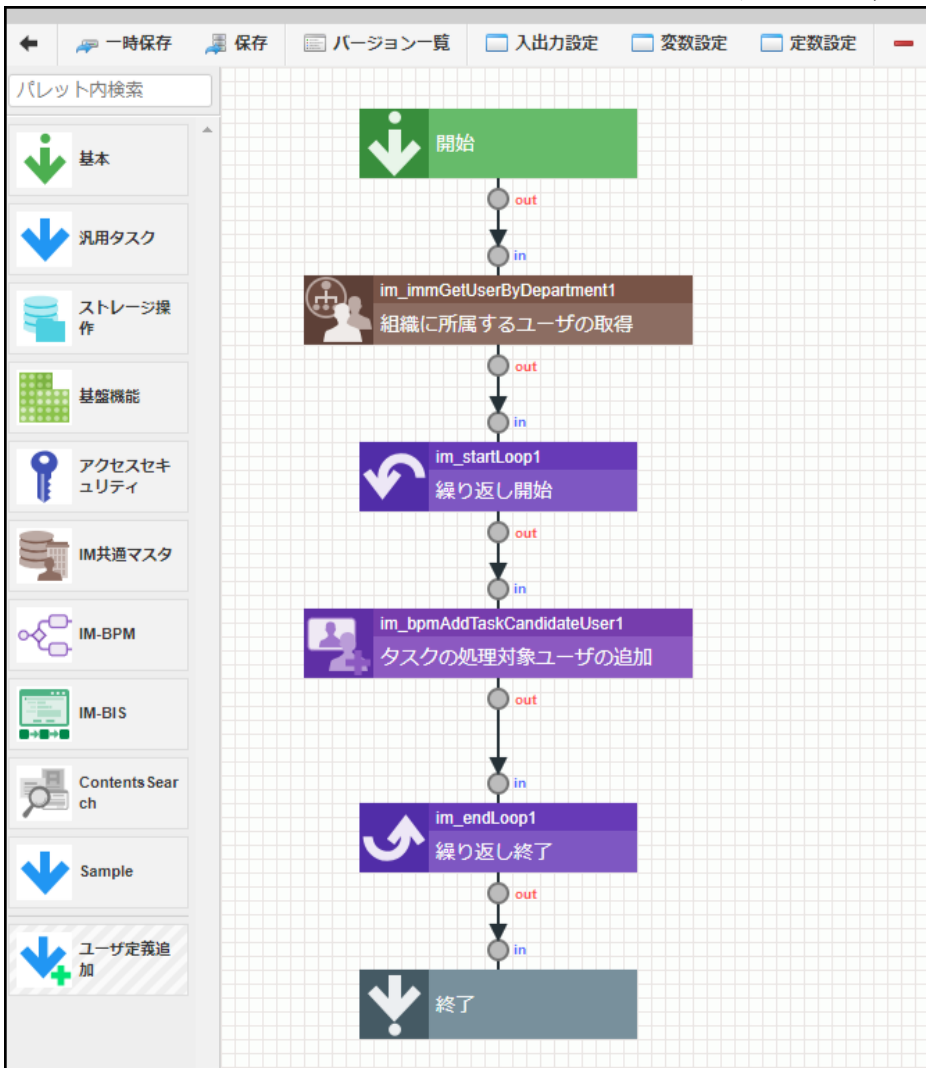 一時保存 保存 バージョン一覧 入出力設定 変数設定 定数設定
パレット内検索
基本
汎用タスク
ストレージ操
作
基盤機能
アクセスセキ
ュリティ
IM共通マスタ
IM-BPM
IM-BIS
ContentsSear
ch
Sample
ユーザ定義追
加
開始
out
in
im_immGetUserByDepartment1
組織に所属するユーザの取得
out
in
im_startLoop1
繰り返し開始
out
in
im_bpmAddTaskCandidateUser1
タスクの処理対象ユーザの追加
out
in
im_endLoop1
繰り返し終了
out
in
終了